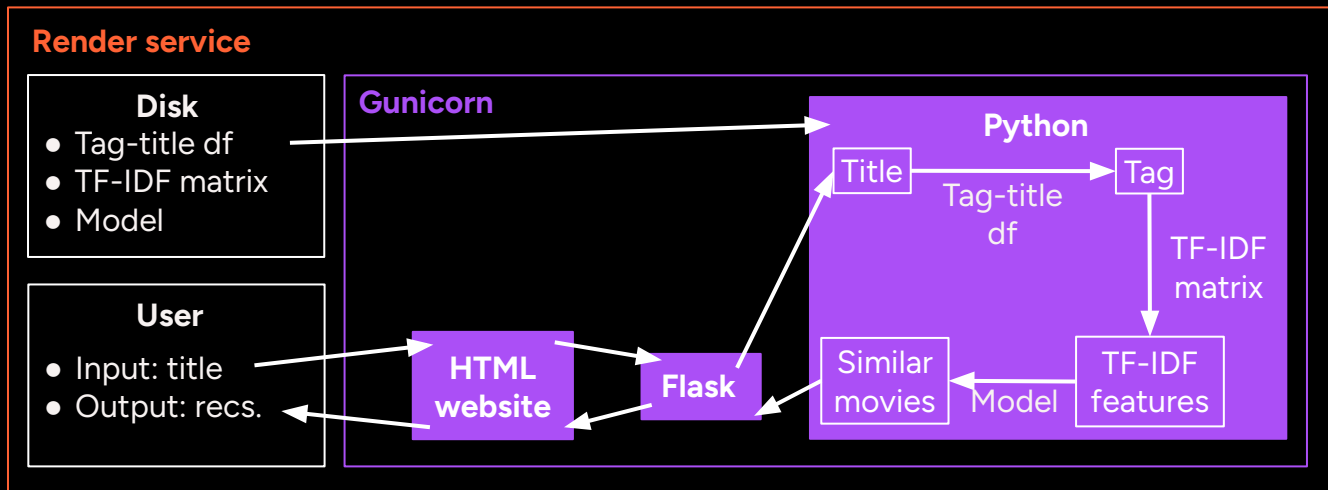 Render service
Disk
● Tag-title df
● TF-IDF matrix
● Model
User
● Input: title
● Output: recs.
Gunicorn
HTML
website
Flask
Python
Title
Tag-title
df
Tag
TF-IDF
matrix
TF-IDF
features
Model
Similar
movies